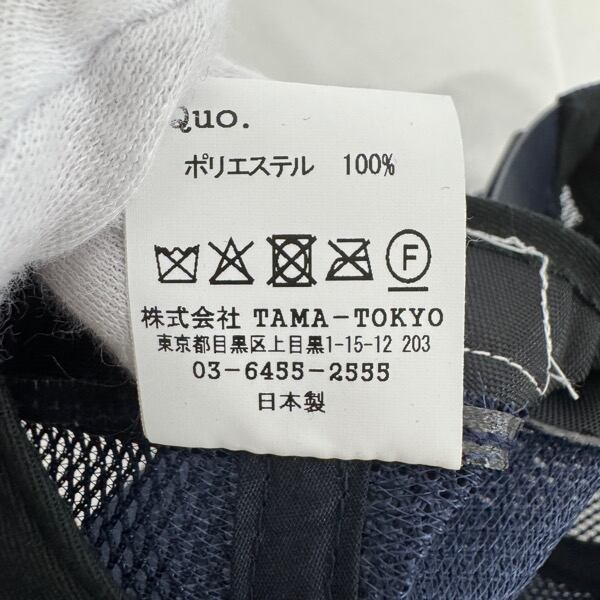 Quo.
ポリエステル 100%
F
株式会社 TAMA-TOKYO
東京都目黒区上目黒1-15-12 203
03-6455-2555
日本製